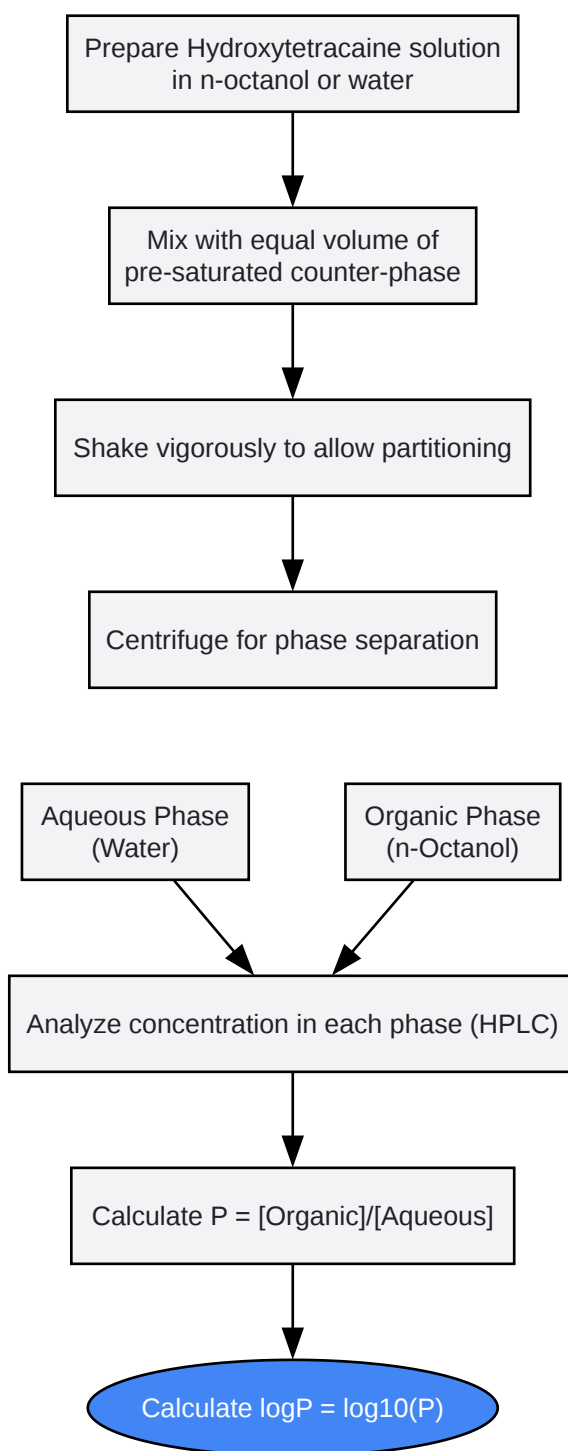 Prepare Hydroxytetracaine solution
in n-octanol or water
Mix with equal volume of
pre-saturated counter-phase
Shake vigorously to allow partitioning
Centrifuge for phase separation
Aqueous Phase
(Water)
Organic Phase
(n-Octanol)
Analyze concentration in each phase (HPLC)
Calculate P = [Organic]/[Aqueous]
Calculate logP = log10(P)